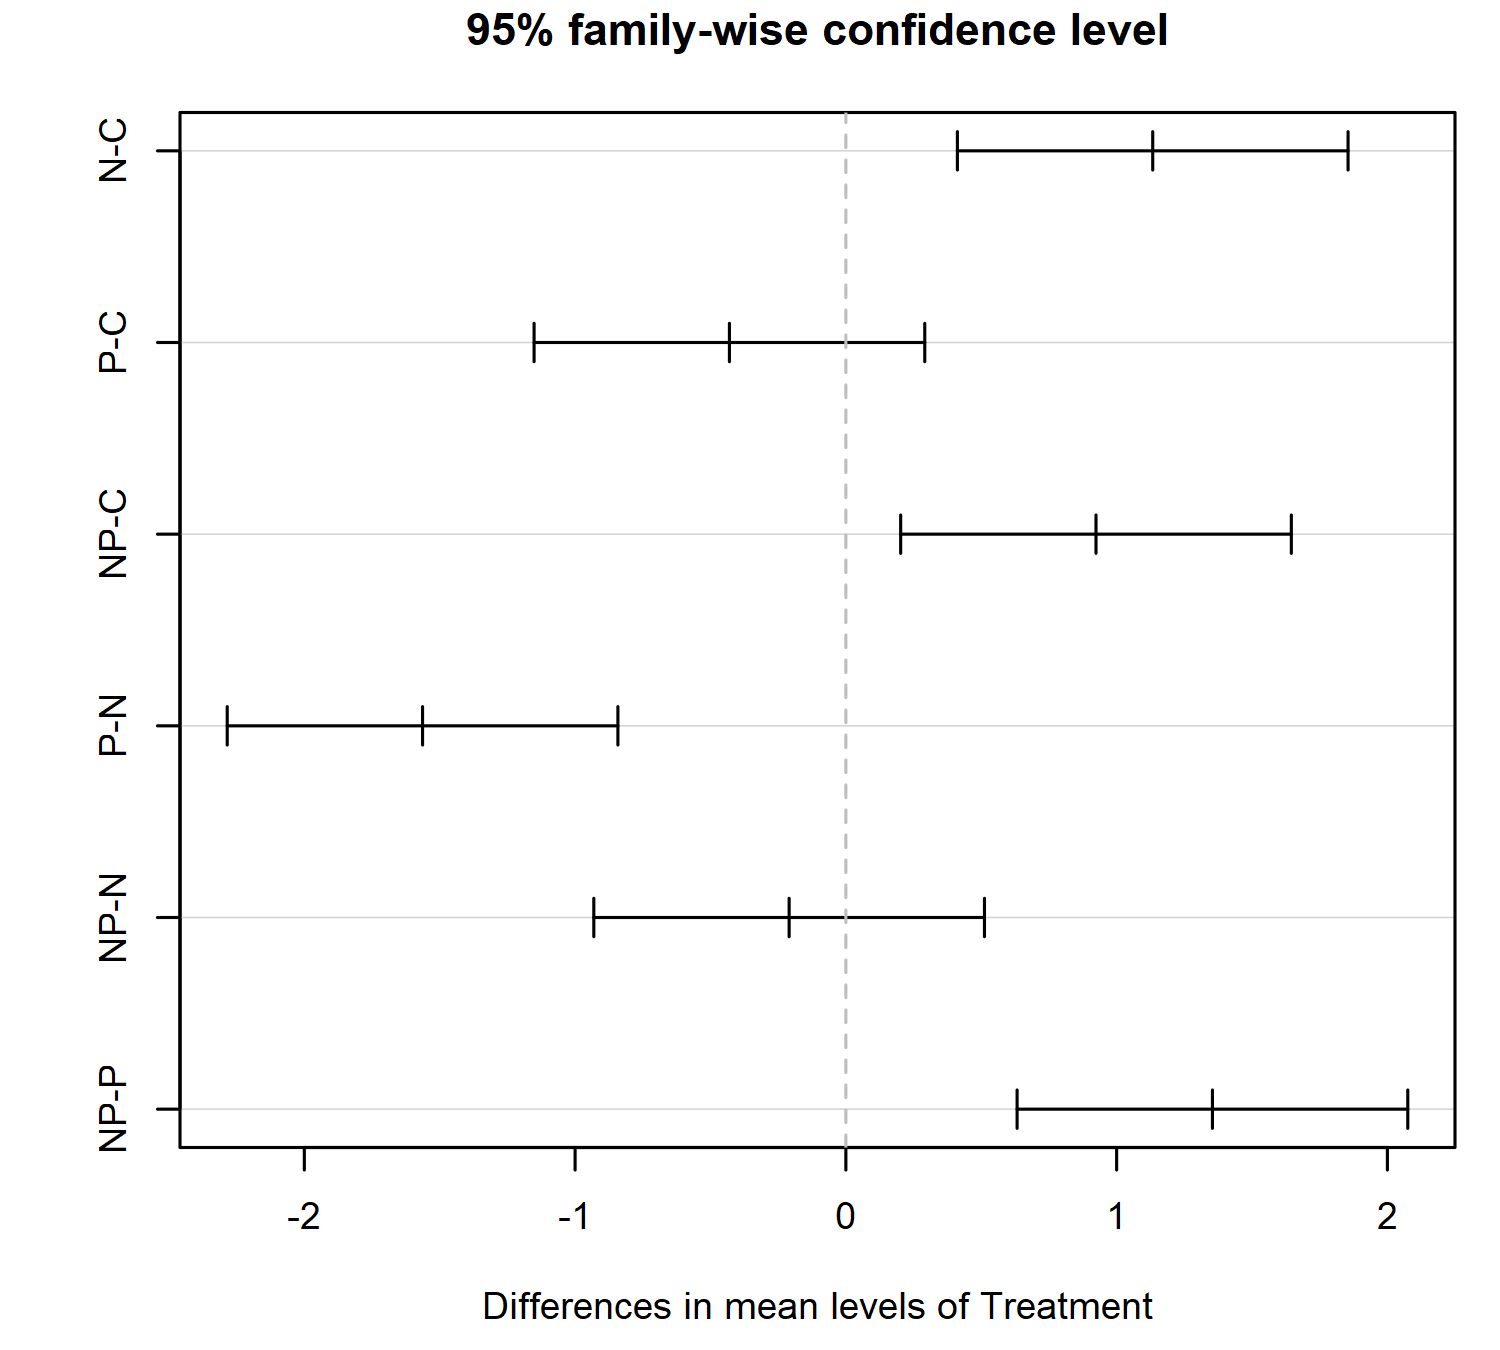 95% family-wise confidence level
N-C
P-C
NP-C
P-N
NP-N
NP-P
-2 -1 0 1 2
Differences in mean levels of Treatment